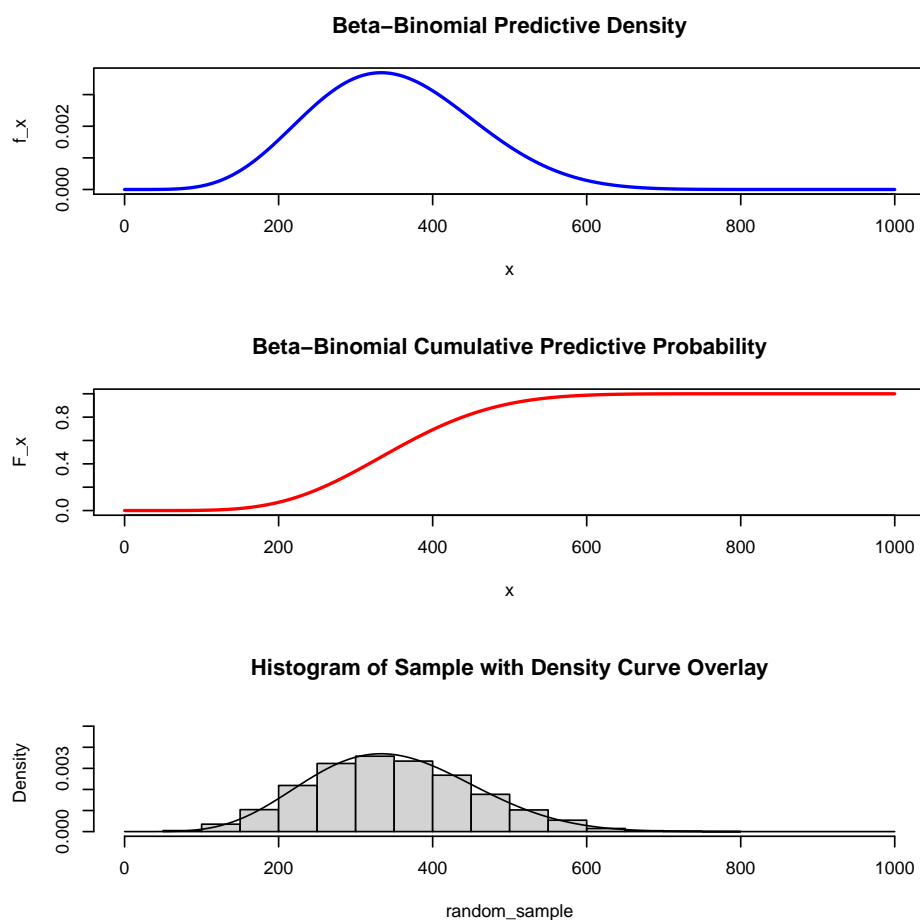 Beta−Binomial Predictive Density
f_x
0.000 0.002
0 200 400 600 800 1000
x
Beta−Binomial Cumulative Predictive Probability
F_x
0.0 0.4 0.8
0 200 400 600 800 1000
x
Histogram of Sample with Density Curve Overlay
Density
0.000 0.003
0 200 400 600 800 1000
random_sample